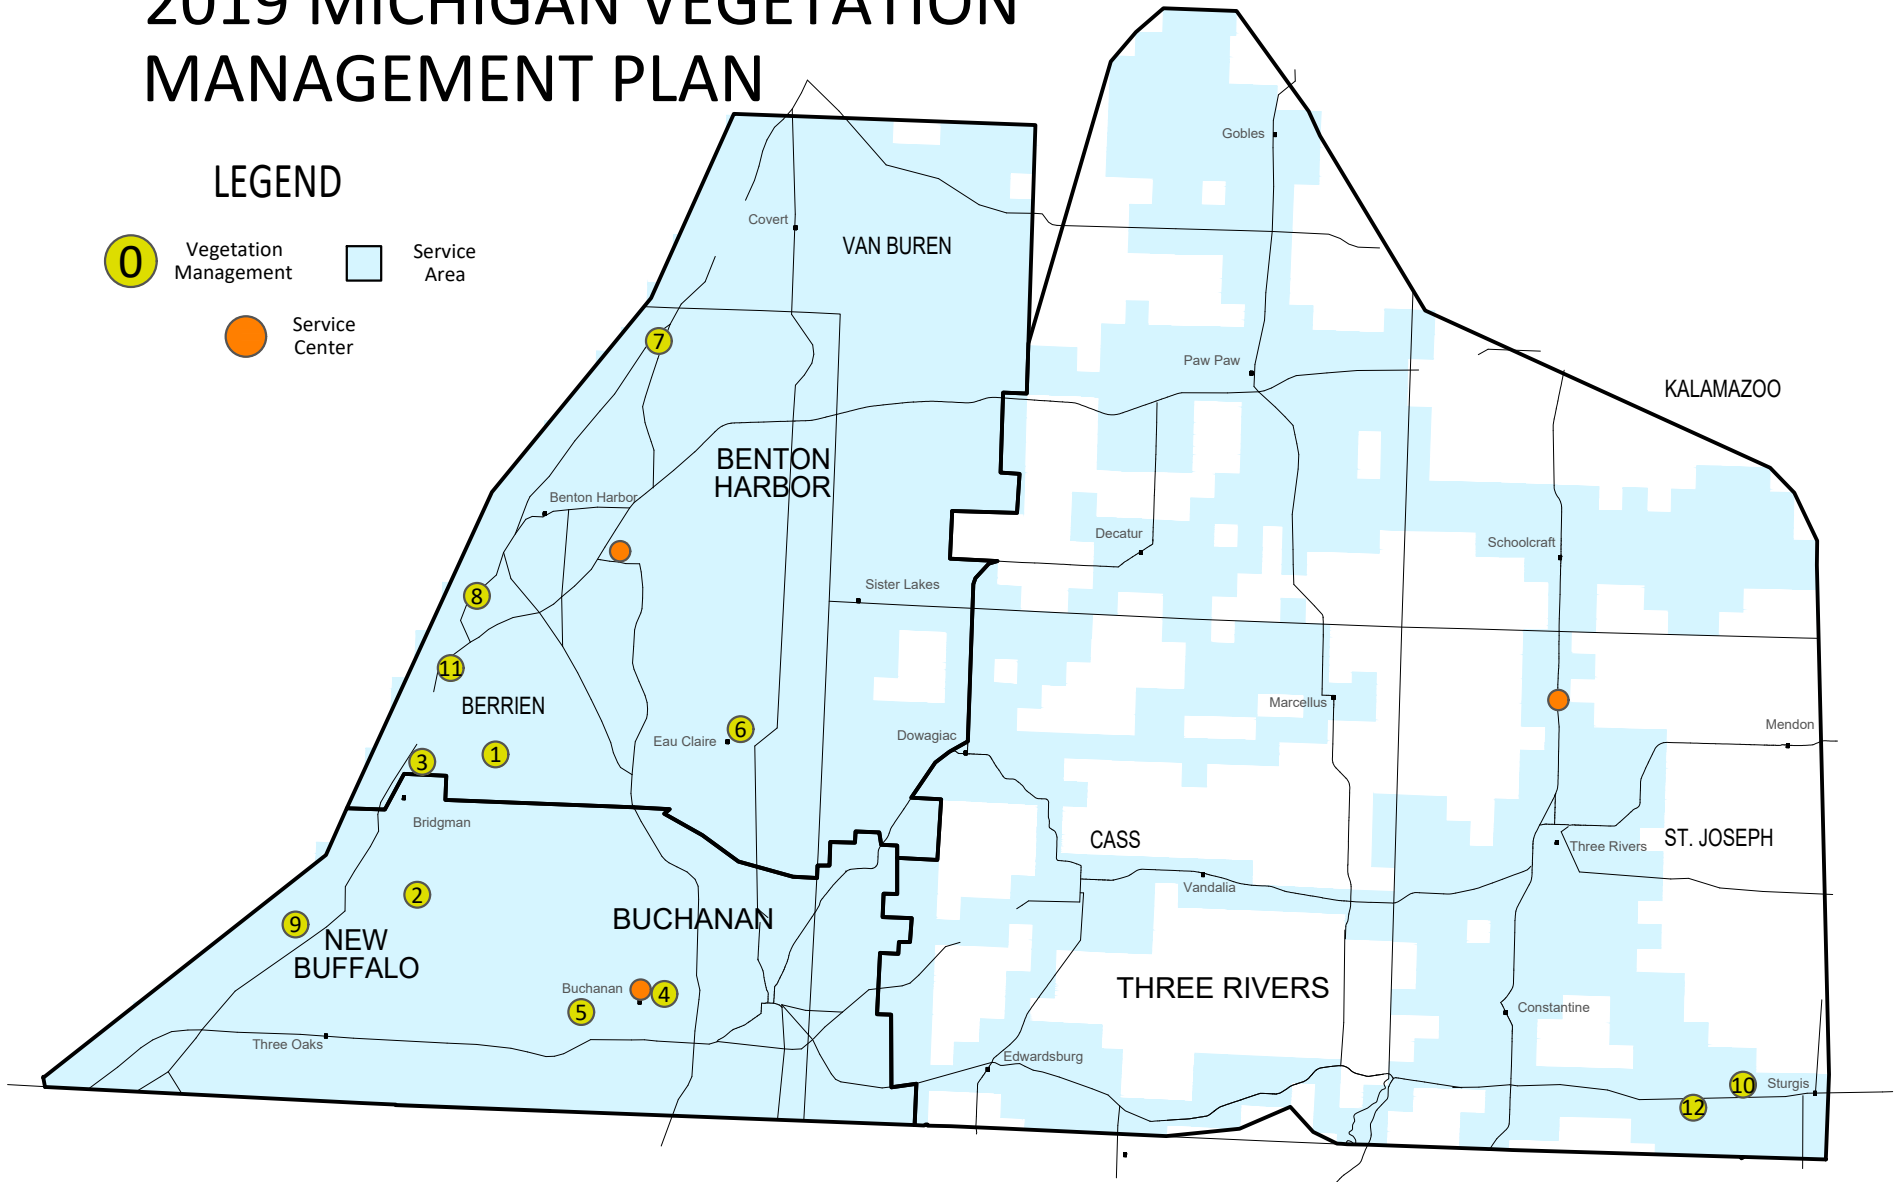 2019 MICHIGAN VEGETATION
MANAGEMENT PLAN
LEGEND
0
Vegetation
Management
Service
Area
Service
Center
Gobles
Covert
VAN BUREN
7
Paw Paw
KALAMAZOO
BENTON
HARBOR
Benton Harbor
Decatur
Schoolcraft
8
Sister Lakes
11
BERRIEN
Marcellus
Mendon
6
Eau Claire
Dowagiac
3
1
Bridgman
CASS
Three Rivers
ST. JOSEPH
Vandalia
2
9
NEW
BUFFALO
BUCHANAN
THREE RIVERS
Buchanan
4
5
Constantine
Three Oaks
Edwardsburg
10
Sturgis
12